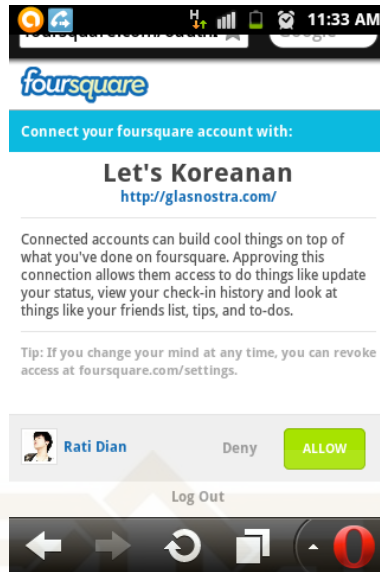 11:33 AM
Google
foursquare
Connect your foursquare account with:
Let's Koreanan
http://glasnostra.com/
Connected accounts can build cool things on top of
what you've done on foursquare. Approving this
connection allows them access to do things like update
your status, view your check-in history and look at
things like your friends list, tips, and to-dos.
Tip: If you change your mind at any time, you can revoke
access at foursquare.com/settings.
Rati Dian
Deny
ALLOW
Log Out